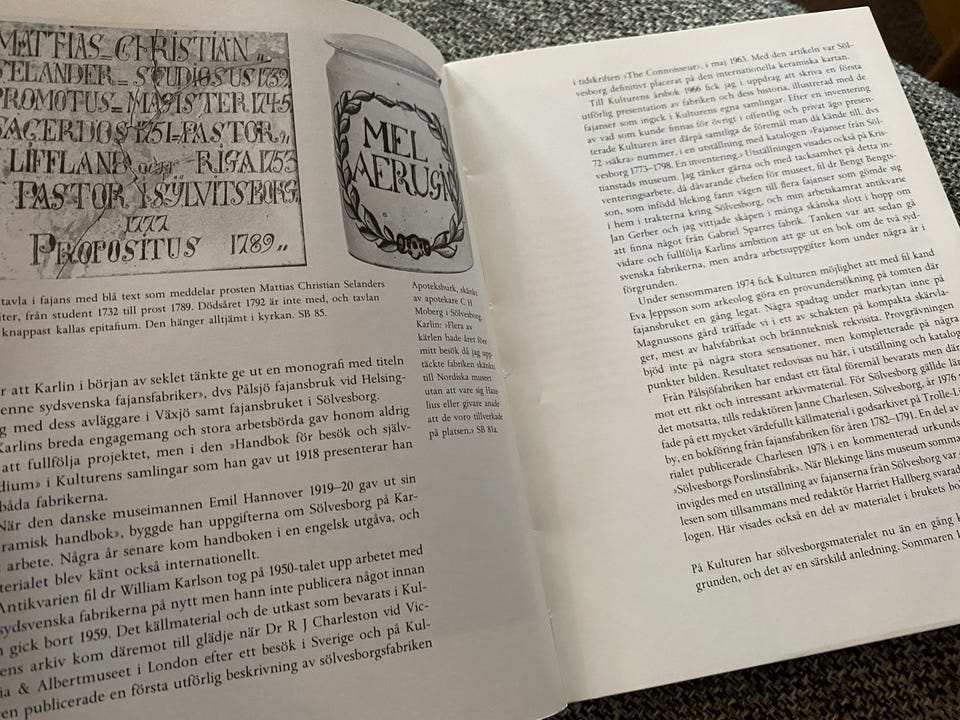 MATTIAS CHRISTIAN
SELANDER STUDIOSUS 1732
PROMOTUS MAGISTER 1745
SACERDOS 1751 PASTOR
LIFFLAND och RIGA 1753
PASTOR I SYLVITSBORG
1777
PROPOSITUS 1789
MEL
AERUGIN
tavla i fajans med blå text som meddelar prosten Mattias Christian Selanders
iter, från student 1732 till prost 1789. Dödsåret 1792 är inte med, och tavlan
knappast kallas epitafium. Den hänger alltjämt i kyrkan. SB 85.
Apoteksburk, skänkt
av apotekare C H
Moberg i Sölvesborg.
Karlin: »Flera av
kärlen hade året före
mitt besök då jag upp-
täckte fabriken skänkts
till Nordiska museet
utan att vare sig Haze-
lius eller givare anade
att de voro tillverkade
på platsen.» SB 81a.
r att Karlin i början av seklet tänkte ge ut en monografi med titeln
enne sydsvenska fajansfabriker», dvs Pålsjö fajansbruk vid Helsing-
g med dess avläggare i Växjö samt fajansbruket i Sölvesborg.
Karlins breda engagemang och stora arbetsbörda gav honom aldrig
att fullfölja projektet, men i den »Handbok för besök och själv-
dium» i Kulturens samlingar som han gav ut 1918 presenterar han
båda fabrikerna.
När den danske museimannen Emil Hannover 1919–20 gav ut sin
ramisk handbok», byggde han uppgifterna om Sölvesborg på Kar-
arbete. Några år senare kom handboken i en engelsk utgåva, och
terialet blev känt också internationellt.
Antikvarien fil dr William Karlson tog på 1950-talet upp arbetet med
sydsvenska fabrikerna på nytt men hann inte publicera något innan
n gick bort 1959. Det källmaterial och de utkast som bevarats i Kul-
ens arkiv kom däremot till glädje när Dr R J Charleston vid Vic-
ia & Albertmuseet i London efter ett besök i Sverige och på Kul-
en publicerade en första utförlig beskrivning av sölvesborgsfabriken
i tidskriften »The Connoisseur», i maj 1963. Med den artikeln var Söl-
vesborg definitivt placerat på den internationella keramiska kartan.
Till Kulturens årsbok 1966 fick jag i uppdrag att skriva en första
utförlig presentation av fabriken och dess historia, illustrerad med de
fajanser som ingick i Kulturens egna samlingar. Efter en inventering
av vad som kunde finnas för övrigt i offentlig och privat ägo presen-
terade Kulturen året därpå samtliga de föremål man då kände till, dvs
72 »säkra» nummer, i en utställning med katalogen »Fajanser från Söl-
vesborg 1773–1798. En inventering.» Utställningen visades också på Kris-
tianstads museum. Jag tänker gärna och med tacksamhet på detta in-
venteringsarbete, då dåvarande chefen för museet, fil dr Bengt Bengts-
son, som infödd bleking fann vägen till flera fajanser som gömde sig
i hem i trakterna kring Sölvesborg, och min arbetskamrat antikvarie
Jan Gerber och jag vittjade skåpen i många skånska slott i hopp om
att finna något från Gabriel Sparres fabrik. Tanken var att sedan gå
vidare och fullfölja Karlins ambition att ge ut en bok om de två syd-
svenska fabrikerna, men andra arbetsuppgifter kom under några år i
förgrunden.
Under sensommaren 1974 fick Kulturen möjlighet att med fil kand
Eva Jeppsson som arkeolog göra en provundersökning på tomten där
fajansbruket en gång legat. Några spadtag under markytan inne på
Magnussons gård träffade vi i ett av schakten på kompakta skärvla-
ger, mest av halvfabrikat och bränntekn­isk rekvisita. Provgrävningen
bjöd inte på några stora sensationer, men kompletterade på några
punkter bilden. Resultatet redovisas nu här, i utställning och katalog
Från Pålsjöfabriken har endast ett fåtal föremål bevarats men där
mot ett rikt och intressant arkivmaterial. För Sölvesborg gällde län
det motsatta, tills redaktören Janne Charlesen, Sölvesborg, år 1976
fade på ett mycket värdefullt källmaterial i godsarkivet på Trolle-L
by, en bokföring från fajansfabriken för åren 1782–1791. En del av
rialet publicerade Charlesen 1978 i en kommenterad urkunds
»Sölvesborgs Porslinsfabrik». När Blekinge läns museum somma
invigdes med en utställning av fajanserna från Sölvesborg var
lesen som tillsammans med redaktör Harriet Hallberg svarad
logen. Här visades också en del av materialet i brukets bo
På Kulturen har sölvesborgsmaterialet nu än en gång k
grunden, och det av en särskild anledning. Sommaren